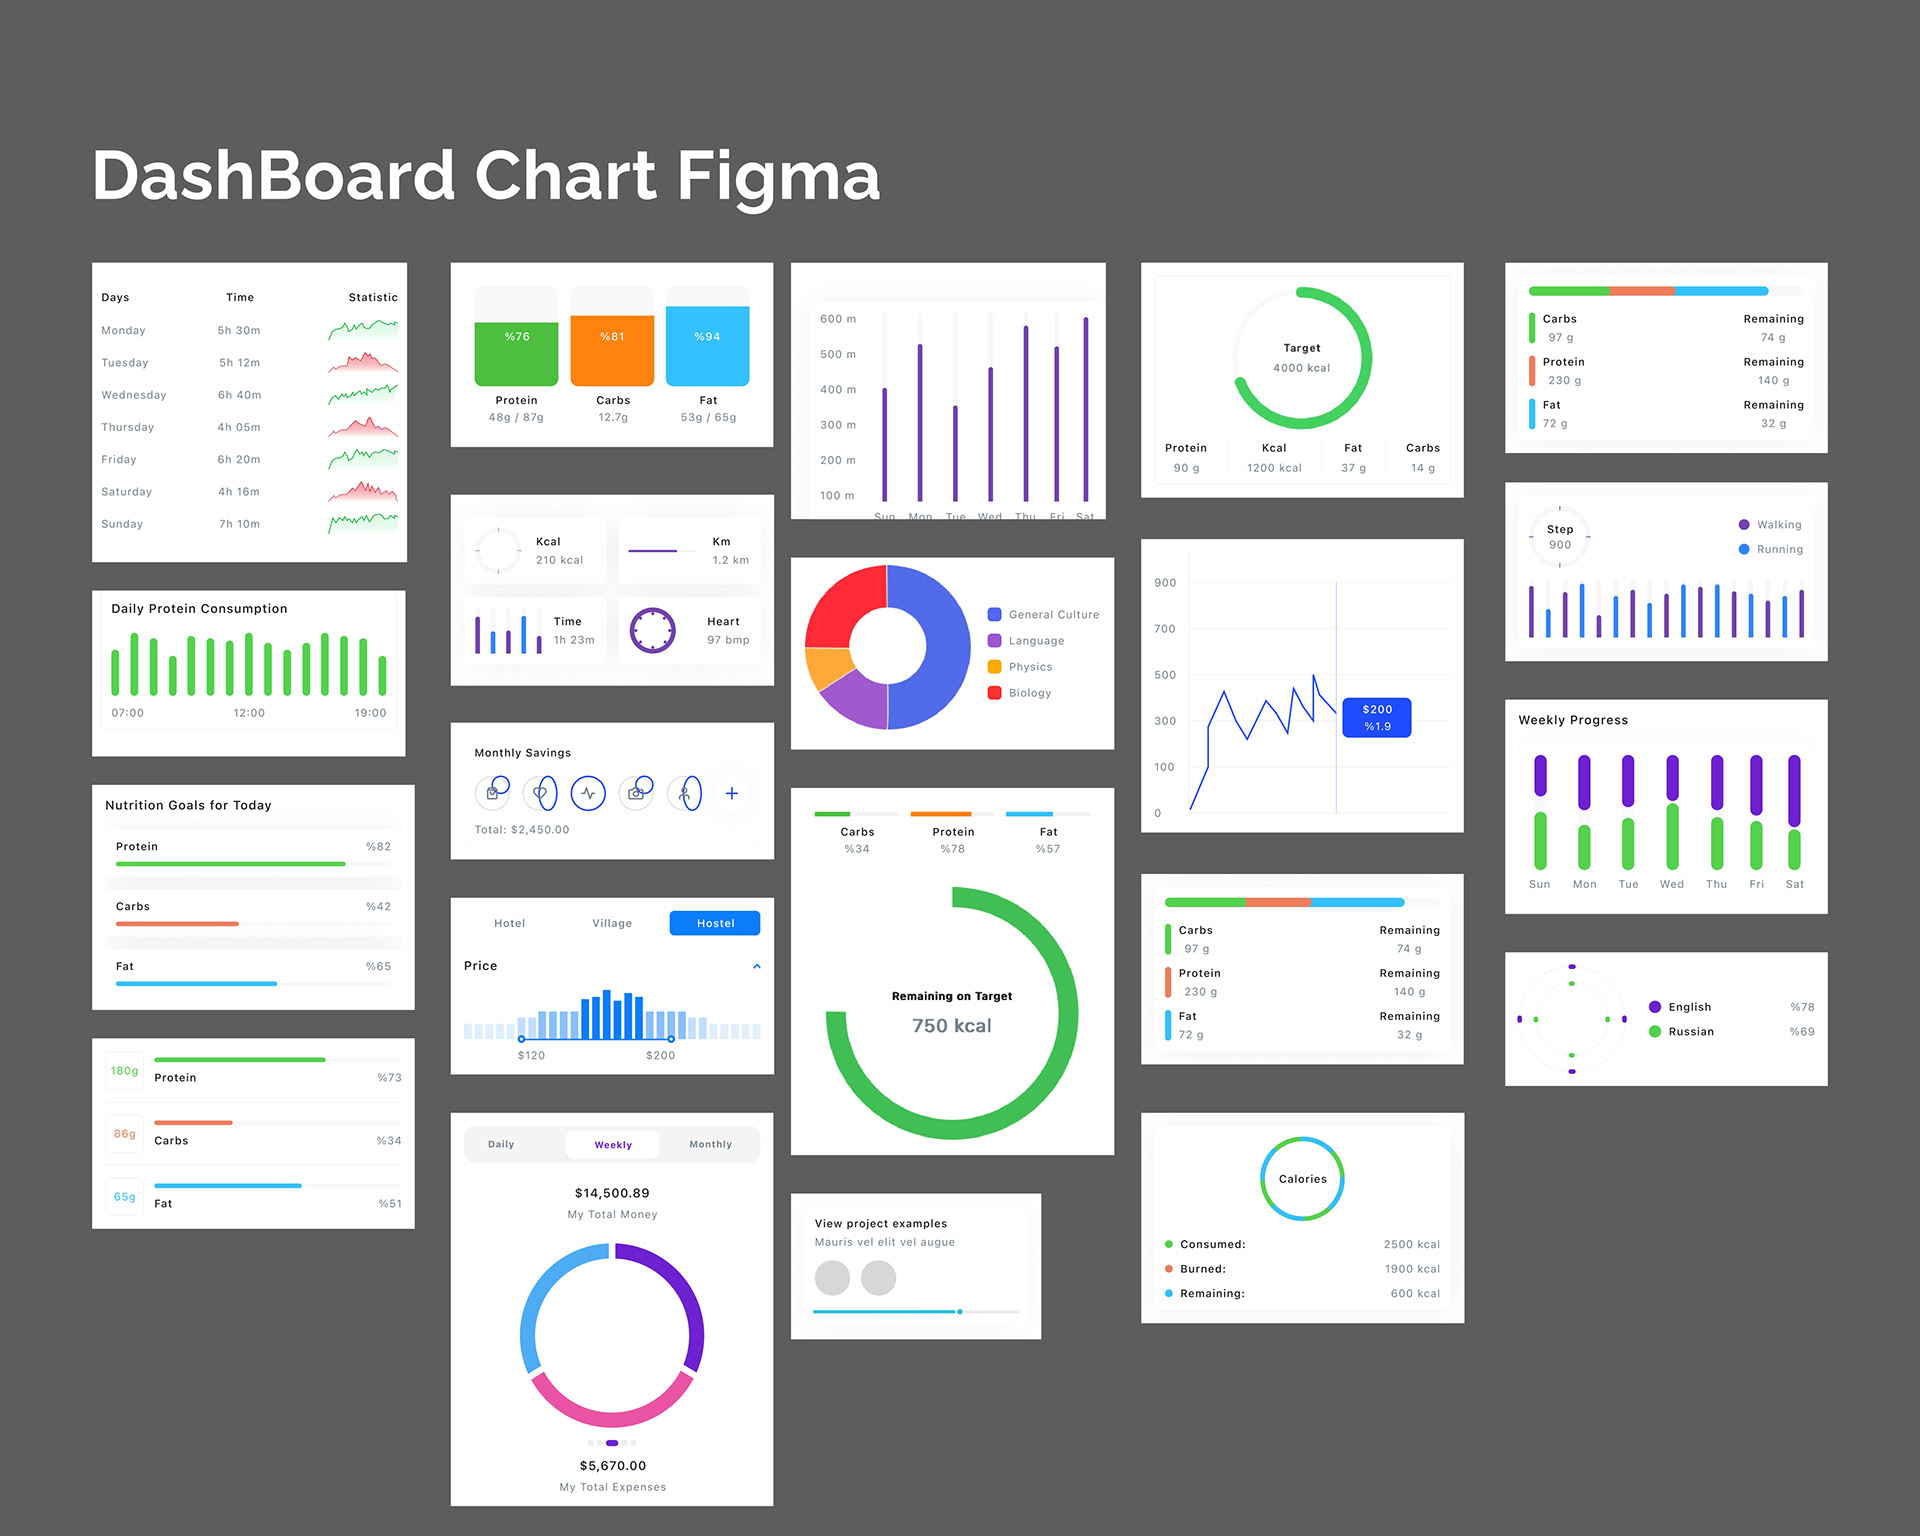 DashBoard Chart Figma
Days Time Statistic
Monday 5h 30m
Tuesday 5h 12m
Wednesday 6h 40m
Thursday 4h 05m
Friday 6h 20m
Saturday 4h 16m
Sunday 7h 10m
Daily Protein Consumption
07:00 12:00 19:00
Nutrition Goals for Today
Protein %82
Carbs %42
Fat %65
180g
Protein %73
86g
Carbs %34
65g
Fat %51
%76 %81 %94
Protein Carbs Fat
48g / 87g 12.7g 53g / 65g
Kcal
210 kcal
Km
1.2 km
Time
1h 23m
Heart
97 bmp
Monthly Savings
Total: $2,450.00
Hotel Village Hostel
Price
$120 $200
Daily Weekly Monthly
$14,500.89
My Total Money
$5,670.00
My Total Expenses
600 m
500 m
400 m
300 m
200 m
100 m
Sun Mon Tue Wed Thu Fri Sat
General Culture
Language
Physics
Biology
Carbs Protein Fat
%34 %78 %57
Remaining on Target
750 kcal
View project examples
Mauris vel elit vel augue
Target
4000 kcal
Protein Kcal Fat Carbs
90 g 1200 kcal 37 g 14 g
900
700
500
300
100
0
$200
%1.9
Carbs Remaining
97 g 74 g
Protein Remaining
230 g 140 g
Fat Remaining
72 g 32 g
Calories
Consumed: 2500 kcal
Burned: 1900 kcal
Remaining: 600 kcal
Carbs Remaining
97 g 74 g
Protein Remaining
230 g 140 g
Fat Remaining
72 g 32 g
Step
900
Walking
Running
Weekly Progress
Sun Mon Tue Wed Thu Fri Sat
English %78
Russian %69